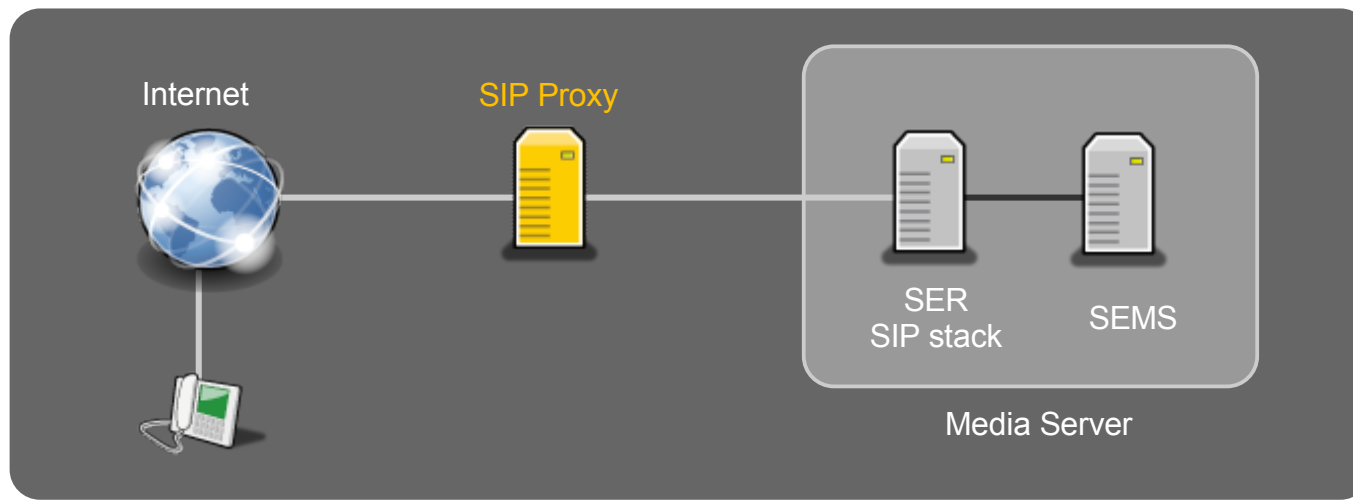 Internet
SIP Proxy
SER
SIP stack
SEMS
Media Server